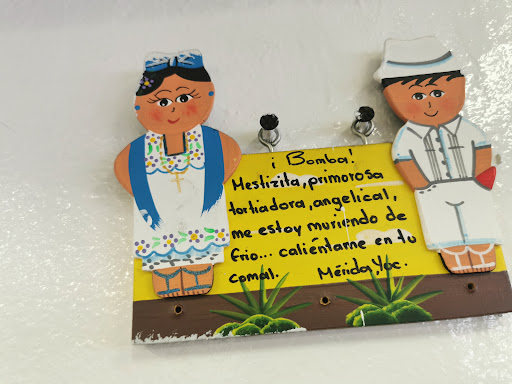 ¡Bomba!
Mestizita, primorosa
tortiadora, angelical,
me estoy muriendo de
frio... caliéntame en tu
comal. Mérida, Yuc.